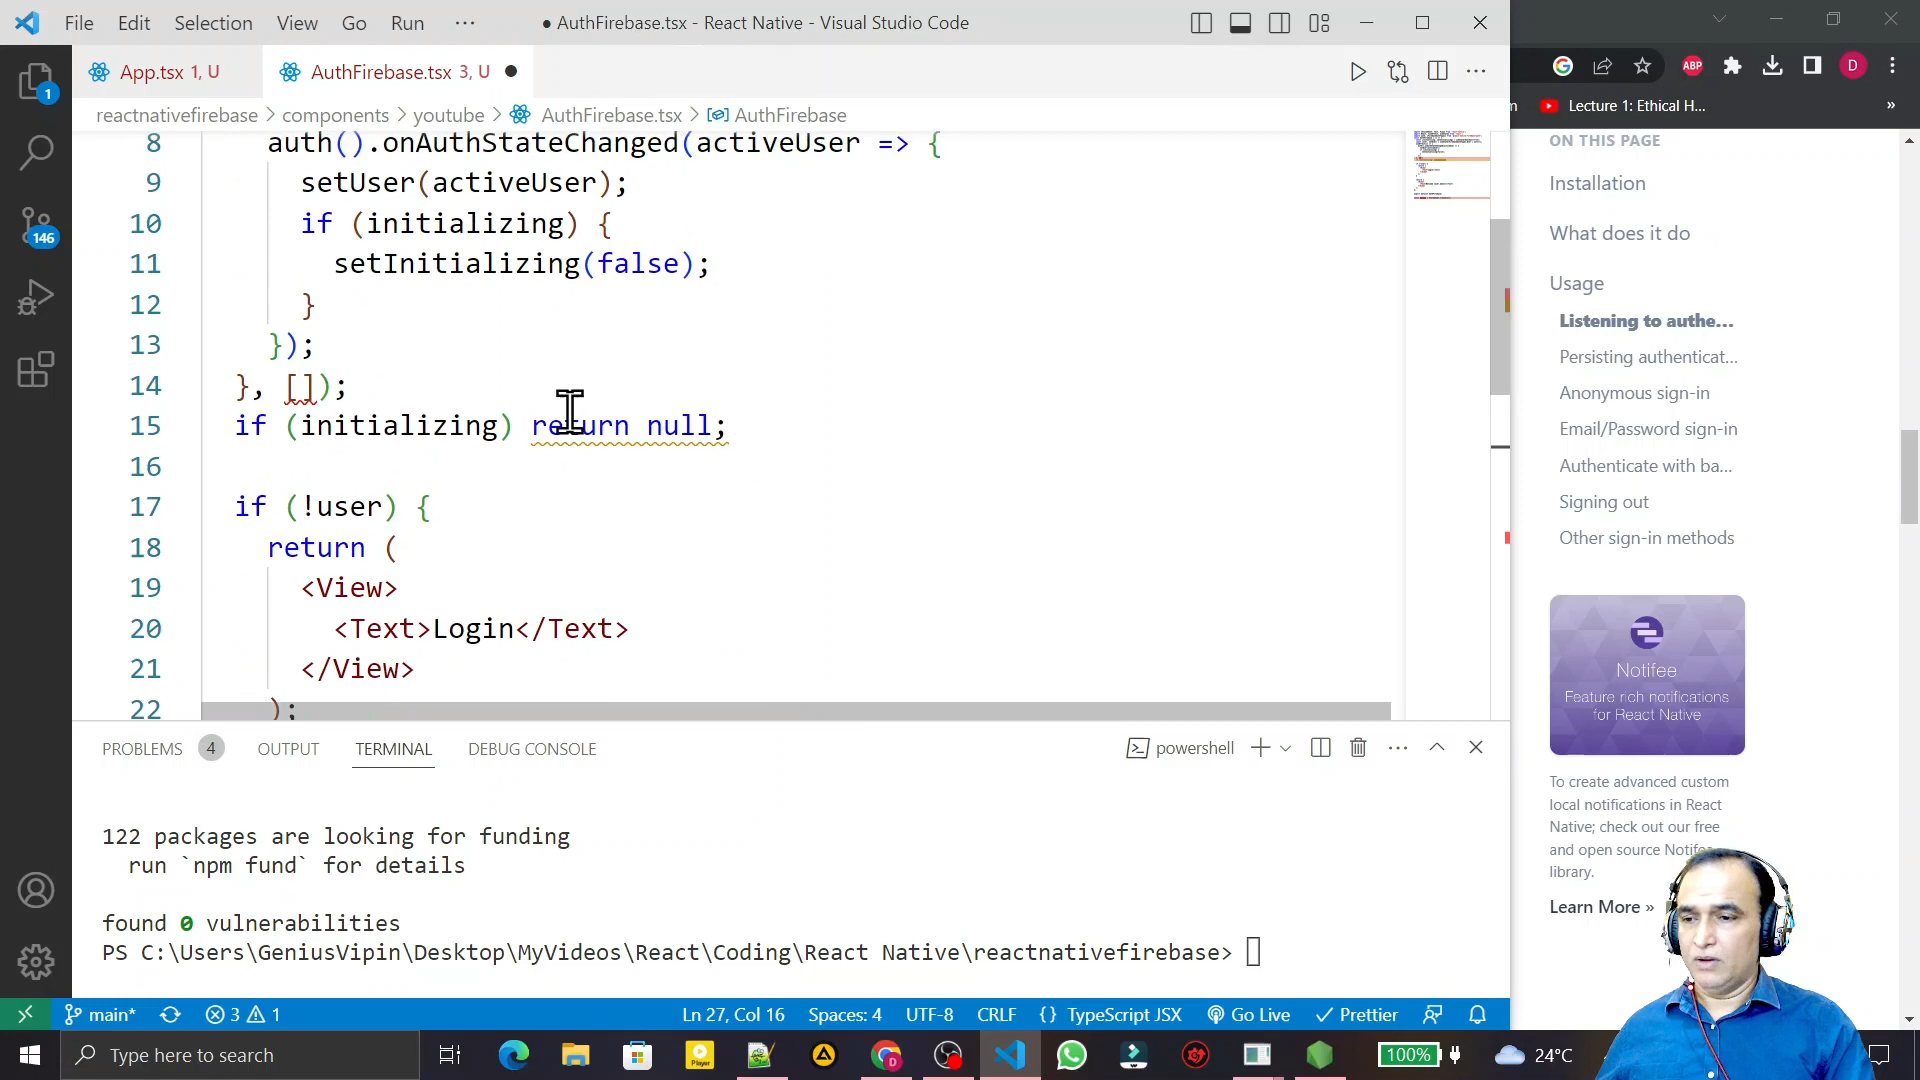 File Edit Selection View Go Run ···
● AuthFirebase.tsx - React Native - Visual Studio Code
App.tsx 1, U
AuthFirebase.tsx 3, U ●
reactnativefirebase > components > youtube > AuthFirebase.tsx > AuthFirebase
8 auth().onAuthStateChanged(activeUser => {
9 setUser(activeUser);
10 if (initializing) {
11 setInitializing(false);
12 }
13 });
14 }, []);
15 if (initializing) return null;
16
17 if (!user) {
18 return (
19 <View>
20 <Text>Login</Text>
21 </View>
22 );
1
146
PROBLEMS 4 OUTPUT TERMINAL DEBUG CONSOLE
powershell
122 packages are looking for funding
run `npm fund` for details
found 0 vulnerabilities
PS C:\Users\GeniusVipin\Desktop\MyVideos\React\Coding\React Native\reactnativefirebase>
main* 3 1 Ln 27, Col 16 Spaces: 4 UTF-8 CRLF {} TypeScript JSX Go Live Prettier
Type here to search
Player
100%
24°C
ABP
D
Lecture 1: Ethical H...
»
ON THIS PAGE
Installation
What does it do
Usage
Listening to authe...
Persisting authenticat...
Anonymous sign-in
Email/Password sign-in
Authenticate with ba...
Signing out
Other sign-in methods
Notifee
Feature rich notifications
for React Native
To create advanced custom
local notifications in React
Native; check out our free
and open source Notifee
library.
Learn More »